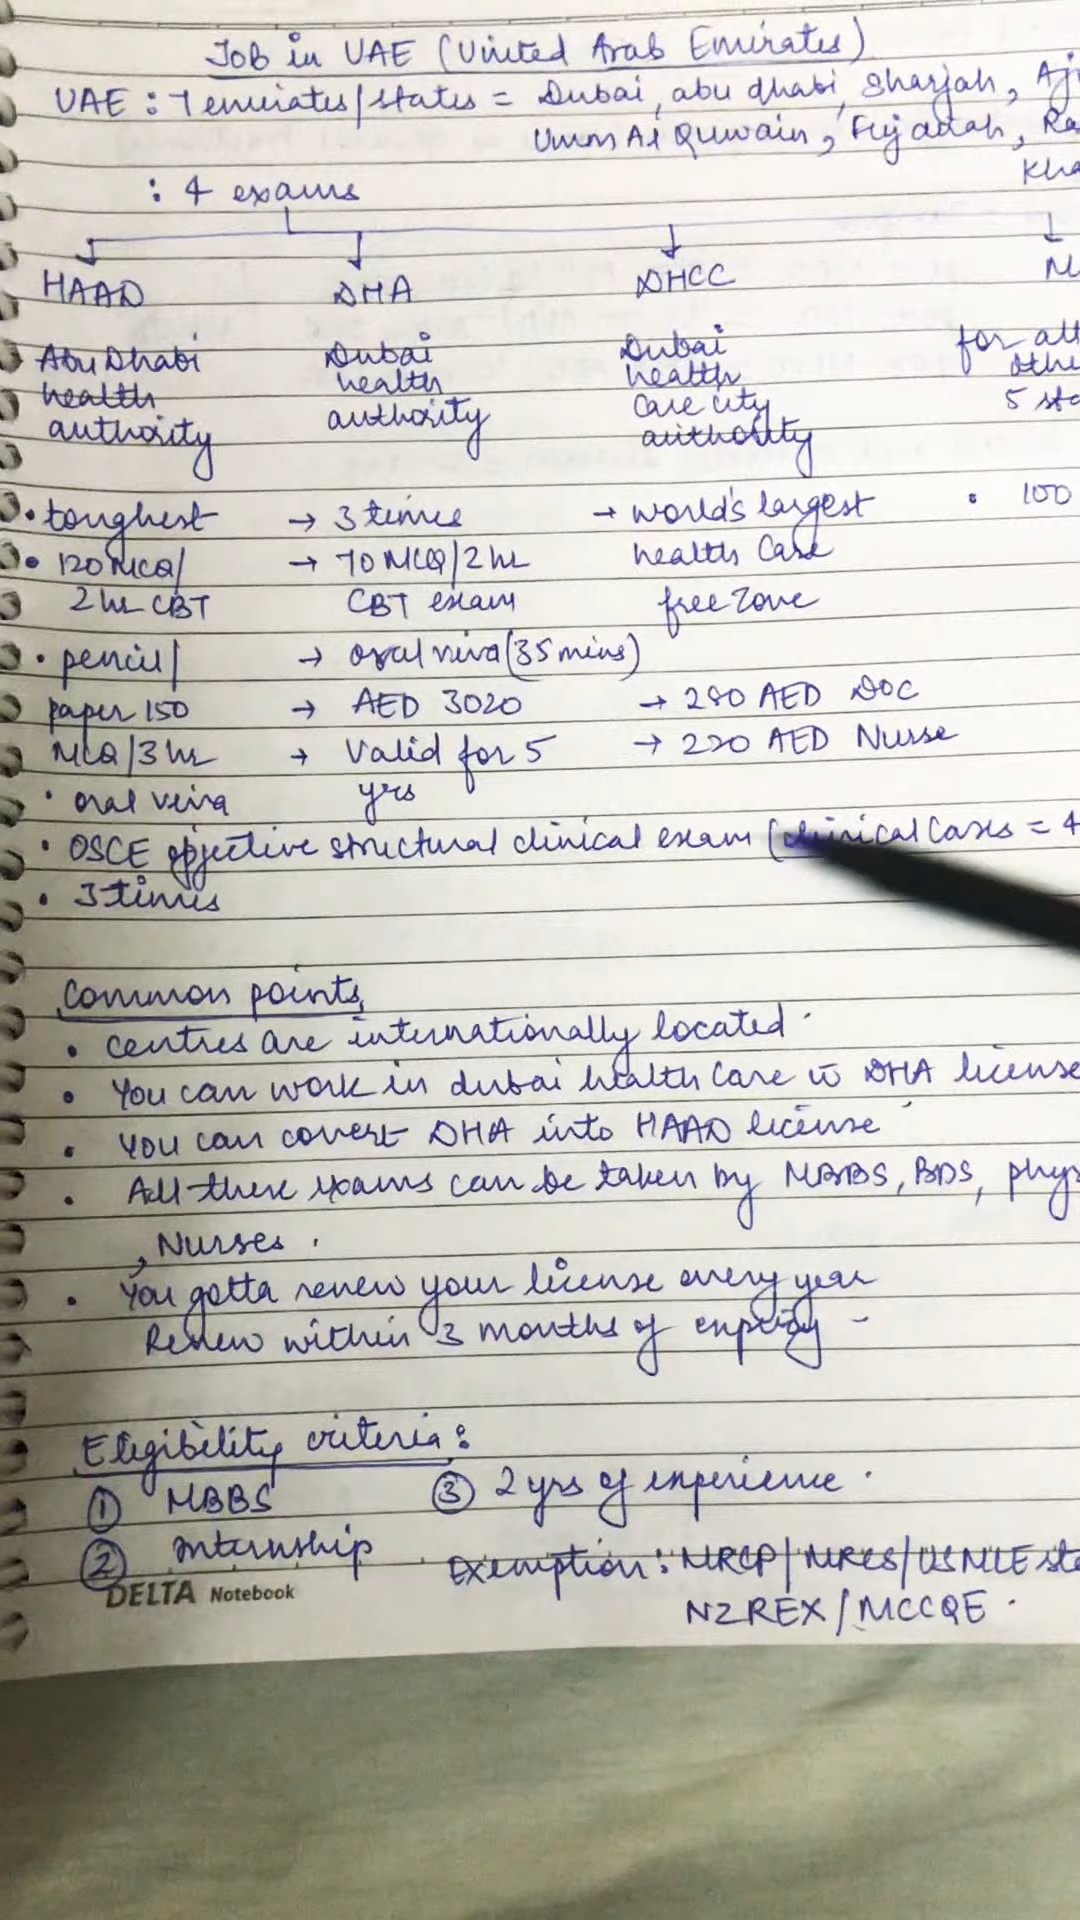 Job in UAE (United Arab Emirates)
UAE : 7 emirates/states = Dubai, abu dhabi, Sharjah, Aj
Umm Al Quwain, Fujairah, Ra
Kha
: 4 exams
HAAD DHA DHCC M
Abu Dhabi Dubai Dubai for all
health health health othe
authority authority care city 5 sta
authority
• toughest → 3 times → world's largest • 100
• 120 MCQ/ → 70 MCQ/2 hr health Care
2 hr CBT CBT exam free zone
• pencil/ → oral viva (35 mins)
paper 150 → AED 3020 → 280 AED DOC
MCQ/3 hr → Valid for 5 → 220 AED Nurse
• oral veiva yrs
• OSCE objective structural clinical exam (clinical cases = 4
• 3 times
Common points
• centres are internationally located.
• You can work in dubai health care w DHA license
• You can covert DHA into HAAD license
• All these exams can be taken by MBBS, BDS, phys
, Nurses.
• You gotta renew your license every year
Renew within 3 months of expiry -
Eligibility criteria :
① MBBS ③ 2 yrs of experience.
② Internship Exemption : MRCP/MRCS/USMLE ste
DELTA Notebook
NZREX/MCCQE.